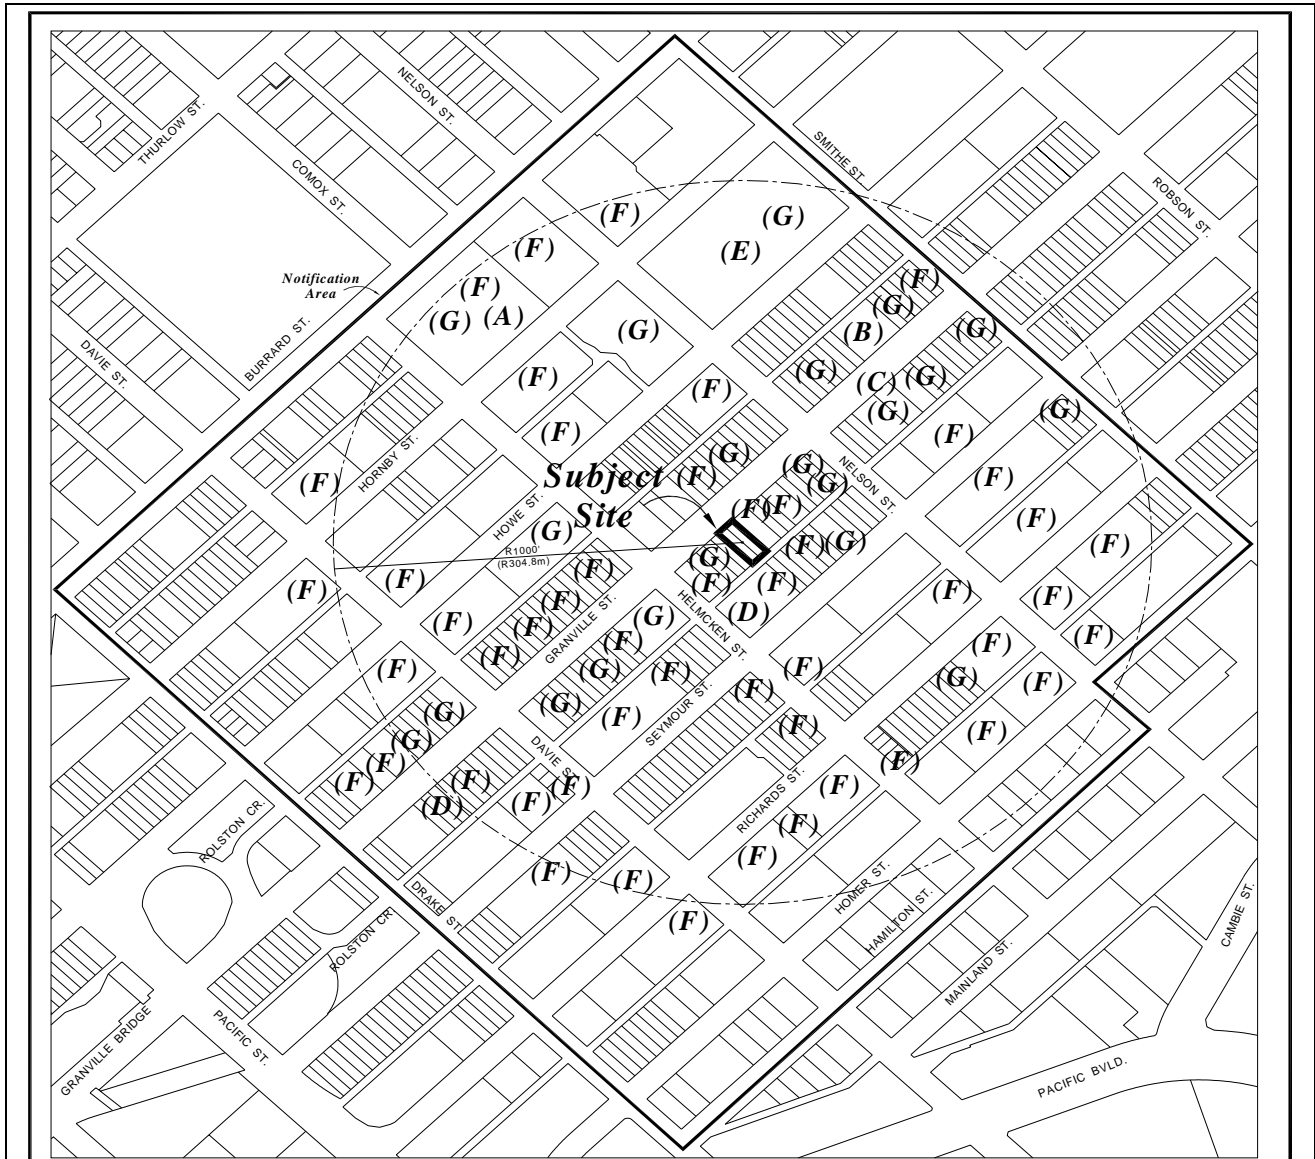 NELSON ST.
THURLOW ST.
COMOX ST.
SMITHE ST.
ROBSON ST.
(F)
(G)
(F)
(E)
Notification
Area
(F)
(G)
(A)
(F)
(G)
(B)
(G)
(G)
BURRARD ST.
DAVIE ST.
(F)
(F)
(G)
(C)
(G)
(G)
(G)
(F)
(F)
HORNBY ST.
(G)
(F)
Subject
Site
(G)
(G)
NELSON ST.
(F)
(F)
(F)
(F)
HOWE ST.
(G)
(F)
(F)
(G)
(F)
R1000'
(R304.8m)
(G)
(F)
(F)
(F)
(F)
(F)
(F)
(F)
(F)
(F)
(F)
GRANVILLE ST.
HELMCKEN ST.
(D)
(G)
(F)
(F)
(F)
(F)
(F)
(F)
(G)
(F)
(F)
(G)
(F)
(G)
(G)
(F)
SEYMOUR ST.
(F)
(F)
(G)
(F)
(F)
DAVIE ST.
(F)
(F)
(D)
(F)
(F)
(F)
(F)
RICHARDS ST.
(F)
(F)
ROLSTON CR.
(F)
(F)
(F)
DRAKE ST.
HOMER ST.
HAMILTON ST.
ROLSTON CR.
CAMBIE ST.
MAINLAND ST.
GRANVILLE BRIDGE
PACIFIC ST.
PACIFIC BVLD.